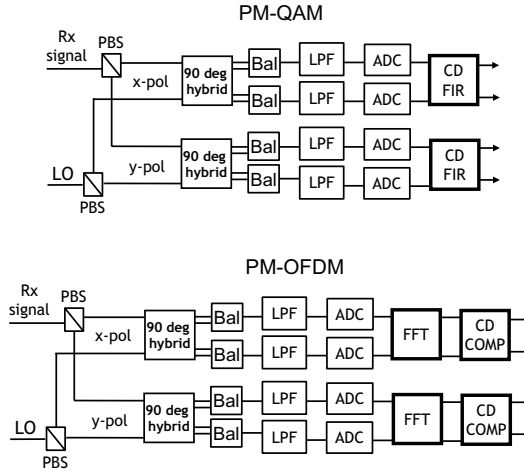 PM-QAM
Rx
signal
PBS
x-pol
90 deg
hybrid
Bal
LPF
ADC
CD
FIR
Bal
LPF
ADC
y-pol
90 deg
hybrid
Bal
LPF
ADC
CD
FIR
Bal
LPF
ADC
LO
PBS
PM-OFDM
Rx
signal
PBS
x-pol
90 deg
hybrid
Bal
LPF
ADC
FFT
CD
COMP
Bal
LPF
ADC
y-pol
90 deg
hybrid
Bal
LPF
ADC
FFT
CD
COMP
Bal
LPF
ADC
LO
PBS